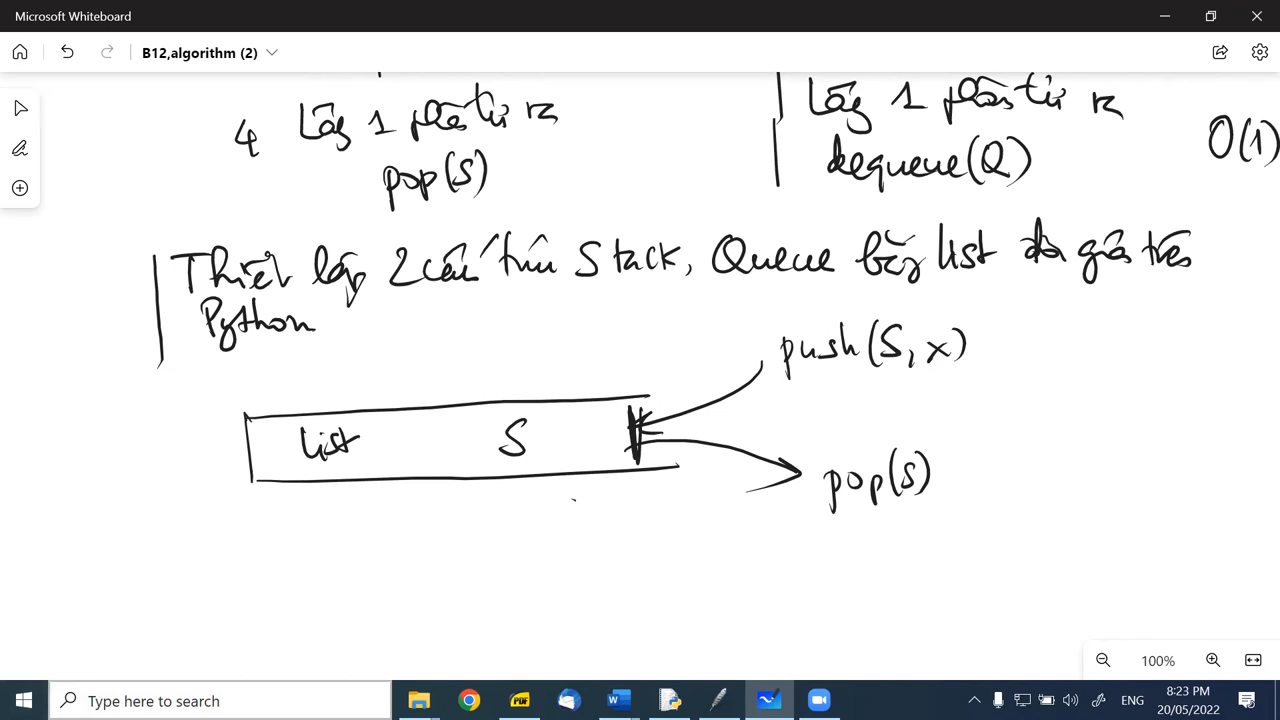 Microsoft Whiteboard
B12,algorithm (2)
4 Lấy 1 phần tử ra
pop(S)
Lấy 1 phần tử ra
dequeue(Q)
O(1)
Thiết lập 2 cấu trúc Stack, Queue bằng list đơn giản trên
Python
push(S, x)
list S
pop(S)
100%
Type here to search
ENG
8:23 PM
20/05/2022